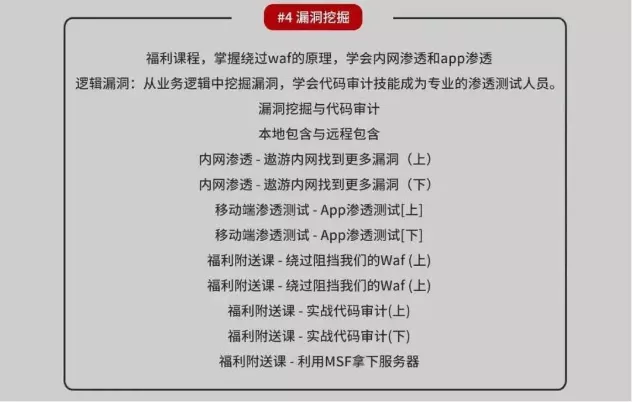 #4 漏洞挖掘
福利课程，掌握绕过waf的原理，学会内网渗透和app渗透
逻辑漏洞：从业务逻辑中挖掘漏洞，学会代码审计技能成为专业的渗透测试人员。
漏洞挖掘与代码审计
本地包含与远程包含
内网渗透 - 遨游内网找到更多漏洞（上）
内网渗透 - 遨游内网找到更多漏洞（下）
移动端渗透测试 - App渗透测试[上]
移动端渗透测试 - App渗透测试[下]
福利附送课 - 绕过阻挡我们的Waf (上)
福利附送课 - 绕过阻挡我们的Waf (上)
福利附送课 - 实战代码审计(上)
福利附送课 - 实战代码审计(下)
福利附送课 - 利用MSF拿下服务器